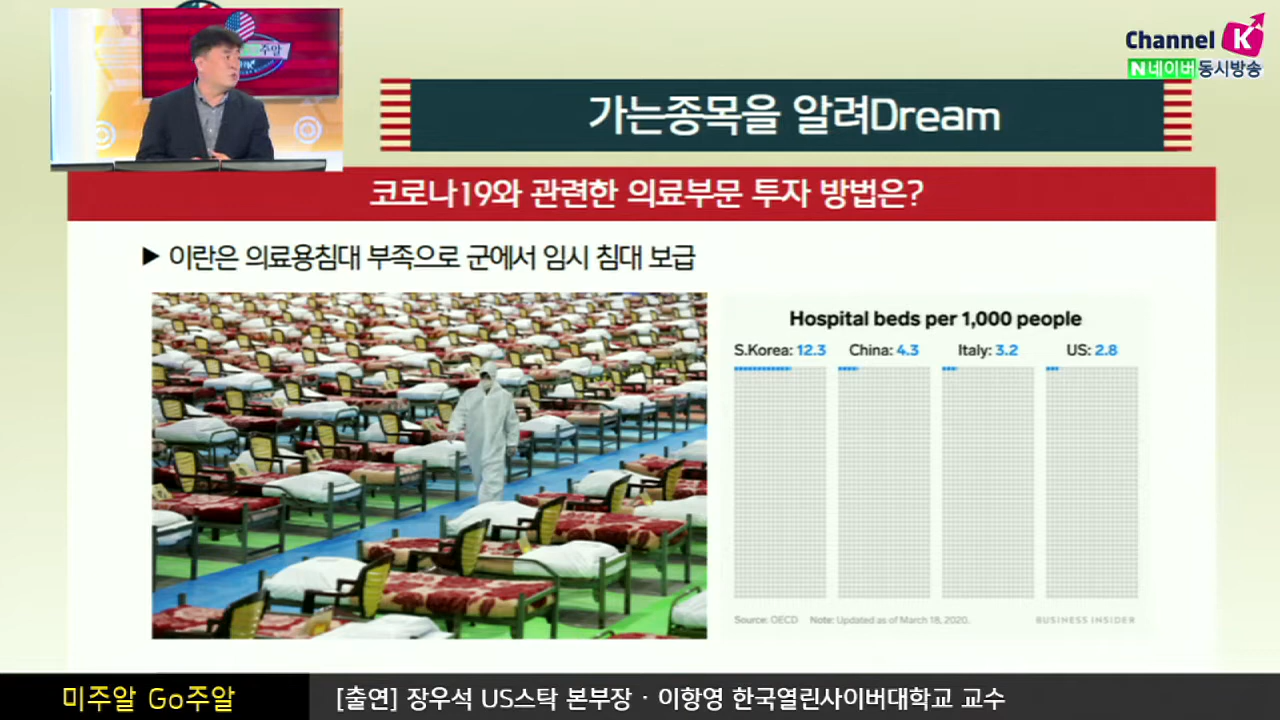 Channel K
N네이버 동시방송
주알
가는종목을 알려Dream
코로나19와 관련한 의료부문 투자 방법은?
▶ 이란은 의료용침대 부족으로 군에서 임시 침대 보급
Hospital beds per 1,000 people
S.Korea: 12.3 China: 4.3 Italy: 3.2 US: 2.8
Source: OECD Note: Updated as of March 18, 2020. BUSINESS INSIDER
미주알 Go주알 [출연] 장우석 US스탁 본부장 · 이항영 한국열린사이버대학교 교수